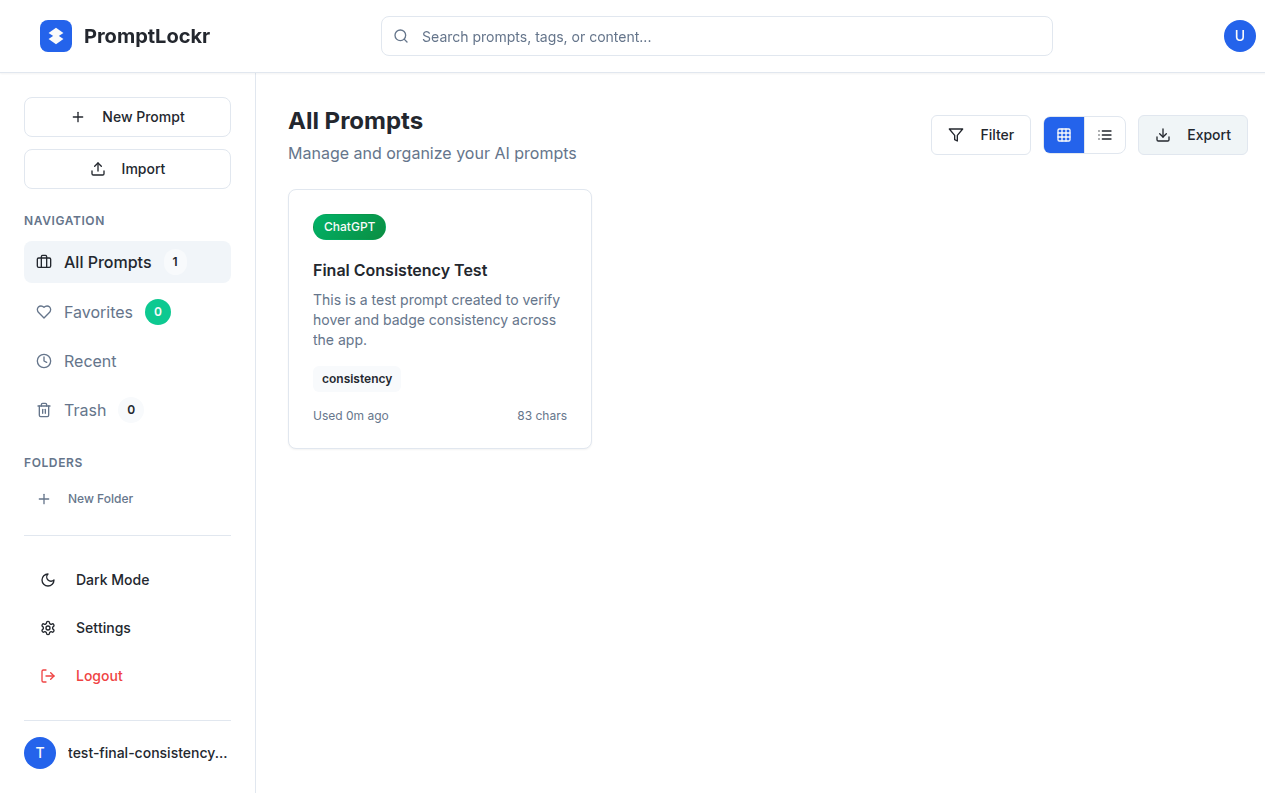 PromptLockr
Search prompts, tags, or content...
U
New Prompt
Import
NAVIGATION
All Prompts 1
Favorites 0
Recent
Trash 0
FOLDERS
New Folder
Dark Mode
Settings
Logout
T test-final-consistency...
All Prompts
Manage and organize your AI prompts
Filter
Export
ChatGPT
Final Consistency Test
This is a test prompt created to verify
hover and badge consistency across
the app.
consistency
Used 0m ago 83 chars